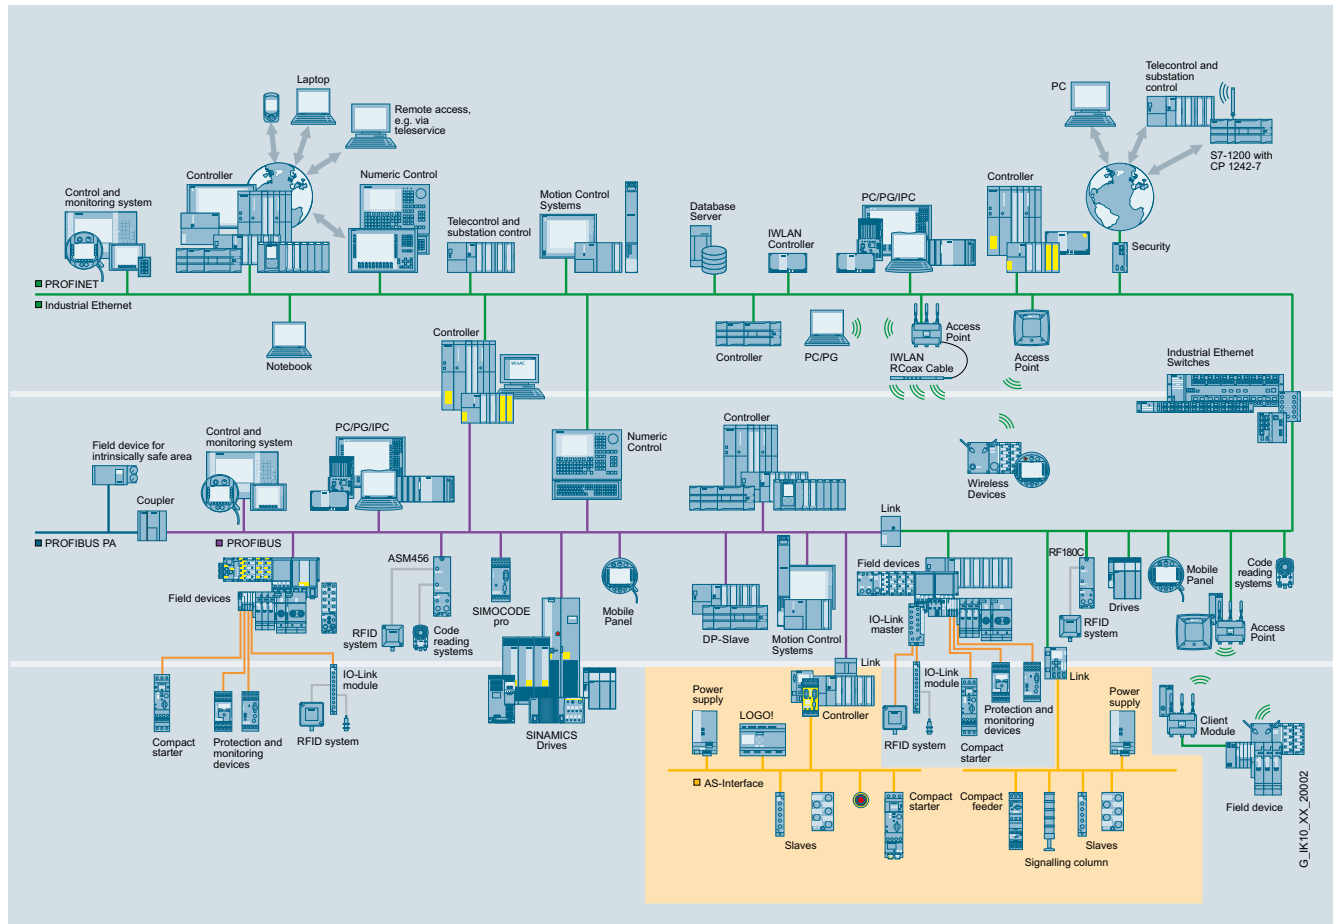 Laptop
Remote access,
e.g. via
teleservice
PC
Telecontrol and
substation
control
S7-1200 with
CP 1242-7
Control and
monitoring system
Controller
Numeric Control
Telecontrol and
substation control
Motion Control
Systems
Database
Server
IWLAN
Controller
PC/PG/IPC
Controller
Security
PROFINET
Industrial Ethernet
Notebook
Controller
WinAC
Controller
PC/PG
Access
Point
IWLAN
RCoax Cable
Access
Point
Industrial Ethernet
Switches
Field device for
intrinsically safe area
Control and
monitoring system
PC/PG/IPC
Numeric
Control
Controller
Wireless
Devices
Coupler
Link
PROFIBUS PA
PROFIBUS
Field devices
ASM456
RFID
system
Code
reading
systems
SIMOCODE
pro
Mobile
Panel
DP-Slave
Motion Control
Systems
Field devices
IO-Link
master
RF180C
RFID
system
Drives
Mobile
Panel
Access
Point
Code
reading
systems
Compact
starter
Protection and
monitoring
devices
IO-Link
module
RFID system
SINAMICS
Drives
Link
Controller
IO-Link
module
RFID system
Compact
starter
Protection and
monitoring
devices
Link
Power
supply
LOGO!
Power
supply
Client
Module
Field device
AS-Interface
Slaves
Compact
starter
Compact
feeder
Signalling column
Slaves
G_IK10_XX_20002